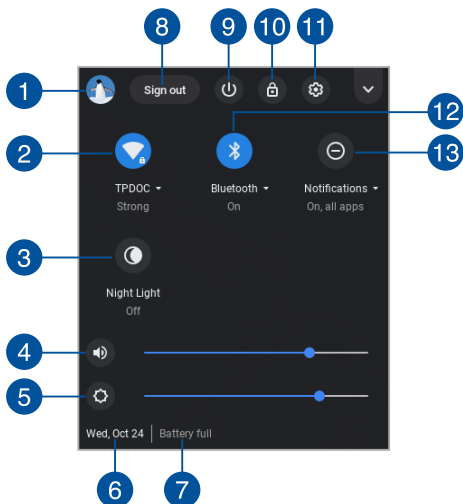 8
9
10
11
1
Sign out
12
2
13
TPDOC
Bluetooth
Notifications
Strong
On
On, all apps
3
Night Light
Off
4
5
Wed, Oct 24
Battery full
6
7